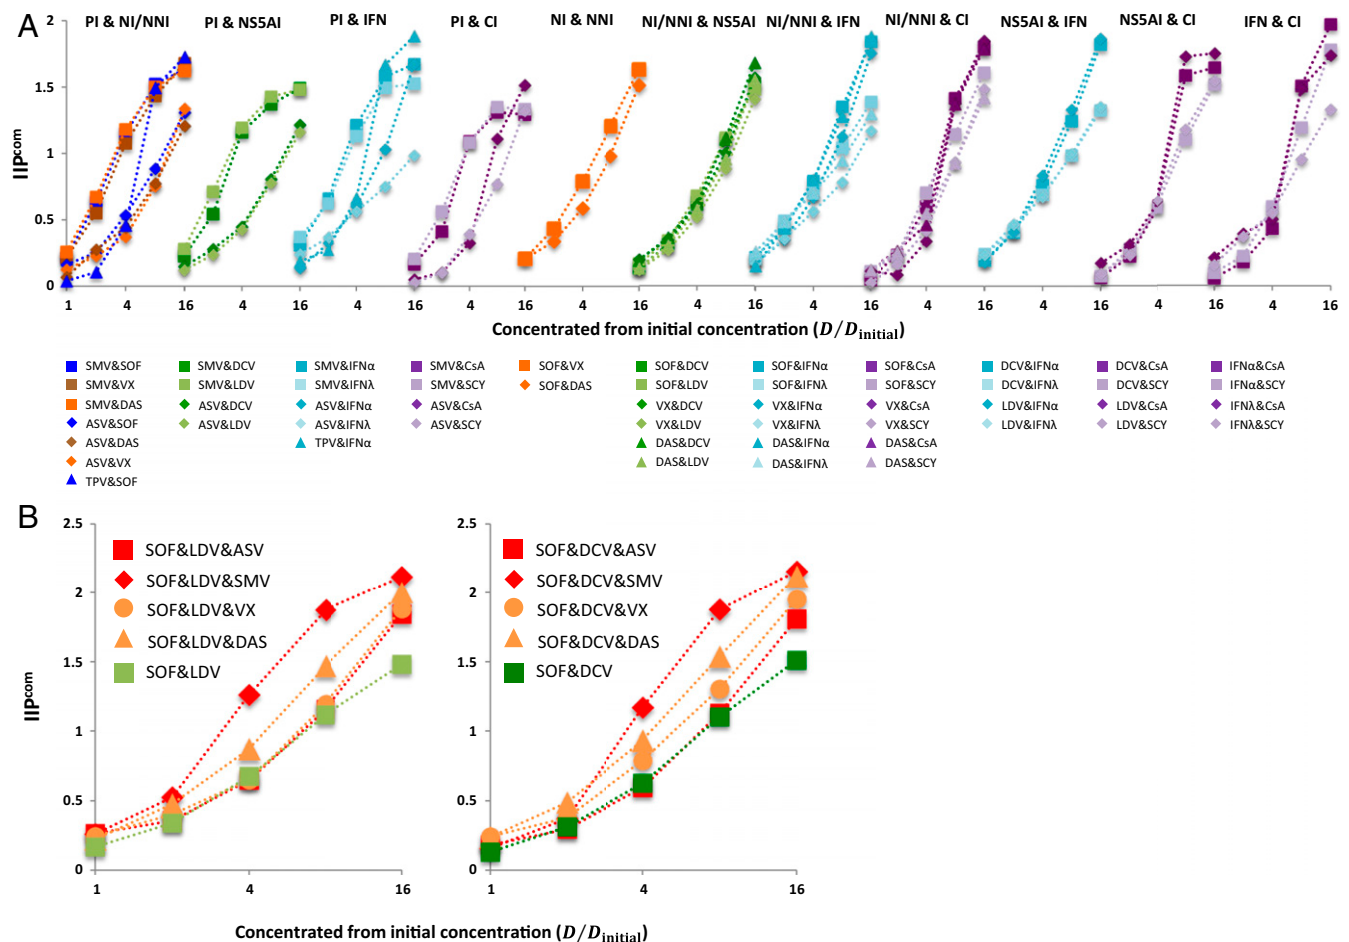 A
PI & NI/NNI
PI & NS5AI
PI & IFN
PI & CI
NI & NNI
NI/NNI & NS5AI
NI/NNI & IFN
NI/NNI & CI
NS5AI & IFN
NS5AI & CI
IFN & CI
IIPcom
2
1.5
1
0.5
0
1 4 16 4 16 4 16 4 16 4 16 4 16 4 16 4 16 4 16 4 16 4 16
Concentrated from initial concentration (D/Dinitial)
SMV&SOF
SMV&VX
SMV&DAS
ASV&SOF
ASV&DAS
ASV&VX
TPV&SOF
SMV&DCV
SMV&LDV
ASV&DCV
ASV&LDV
SMV&IFNα
SMV&IFNλ
ASV&IFNα
ASV&IFNλ
TPV&IFNα
SMV&CsA
SMV&SCY
ASV&CsA
ASV&SCY
SOF&VX
SOF&DAS
SOF&DCV
SOF&LDV
VX&DCV
VX&LDV
DAS&DCV
DAS&LDV
SOF&IFNα
SOF&IFNλ
VX&IFNα
VX&IFNλ
DAS&IFNα
DAS&IFNλ
SOF&CsA
SOF&SCY
VX&CsA
VX&SCY
DAS&CsA
DAS&SCY
DCV&IFNα
DCV&IFNλ
LDV&IFNα
LDV&IFNλ
DCV&CsA
DCV&SCY
LDV&CsA
LDV&SCY
IFNα&CsA
IFNα&SCY
IFNλ&CsA
IFNλ&SCY
B
IIPcom
2.5
2
1.5
1
0.5
0
1 4 16
SOF&LDV&ASV
SOF&LDV&SMV
SOF&LDV&VX
SOF&LDV&DAS
SOF&LDV
2.5
2
1.5
1
0.5
0
1 4 16
SOF&DCV&ASV
SOF&DCV&SMV
SOF&DCV&VX
SOF&DCV&DAS
SOF&DCV
Concentrated from initial concentration (D/Dinitial)